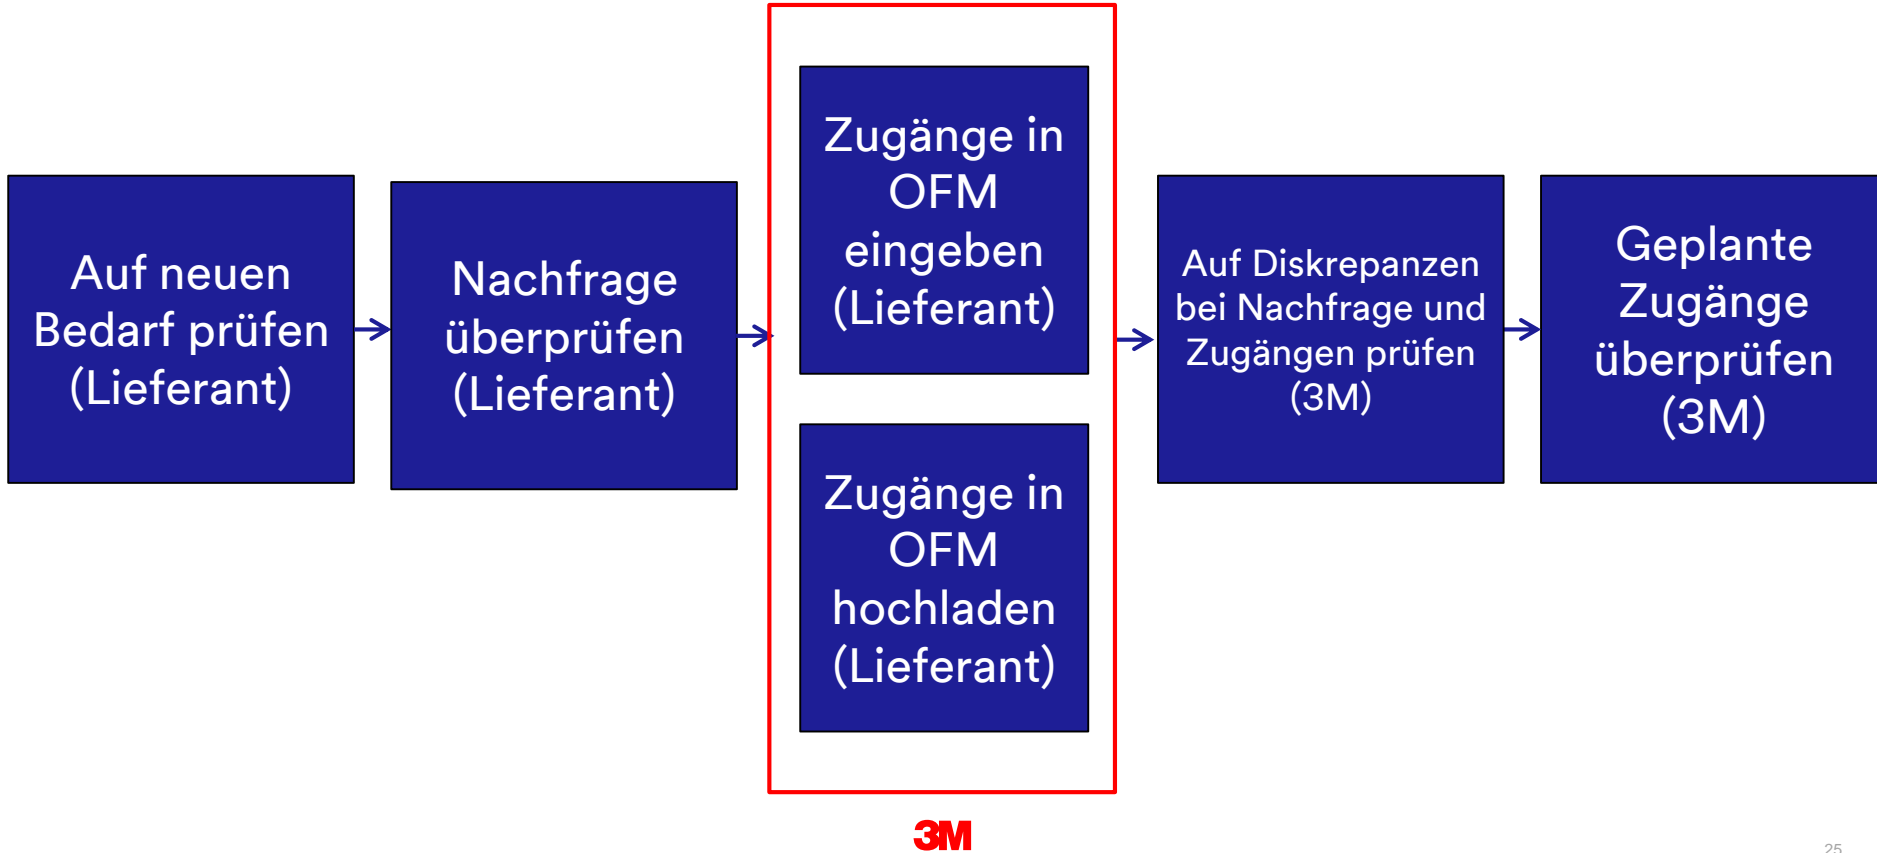 Auf neuen
Bedarf prüfen
(Lieferant)
Nachfrage
überprüfen
(Lieferant)
Zugänge in
OFM
eingeben
(Lieferant)
Zugänge in
OFM
hochladen
(Lieferant)
Auf Diskrepanzen
bei Nachfrage und
Zugängen prüfen
(3M)
Geplante
Zugänge
überprüfen
(3M)
3M
25